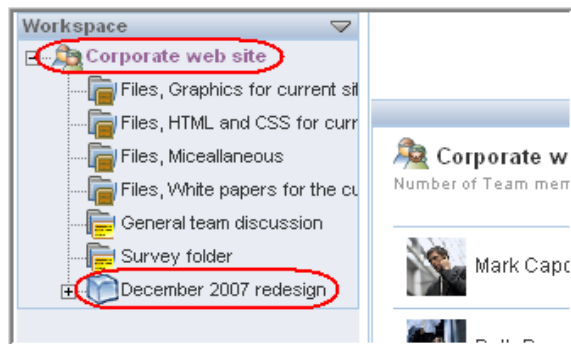 Workspace
Corporate web site
Files, Graphics for current sit
Files, HTML and CSS for curr
Files, Miceallaneous
Files, White papers for the cu
General team discussion
Survey folder
December 2007 redesign
Corporate w
Number of Team mem
Mark Capo